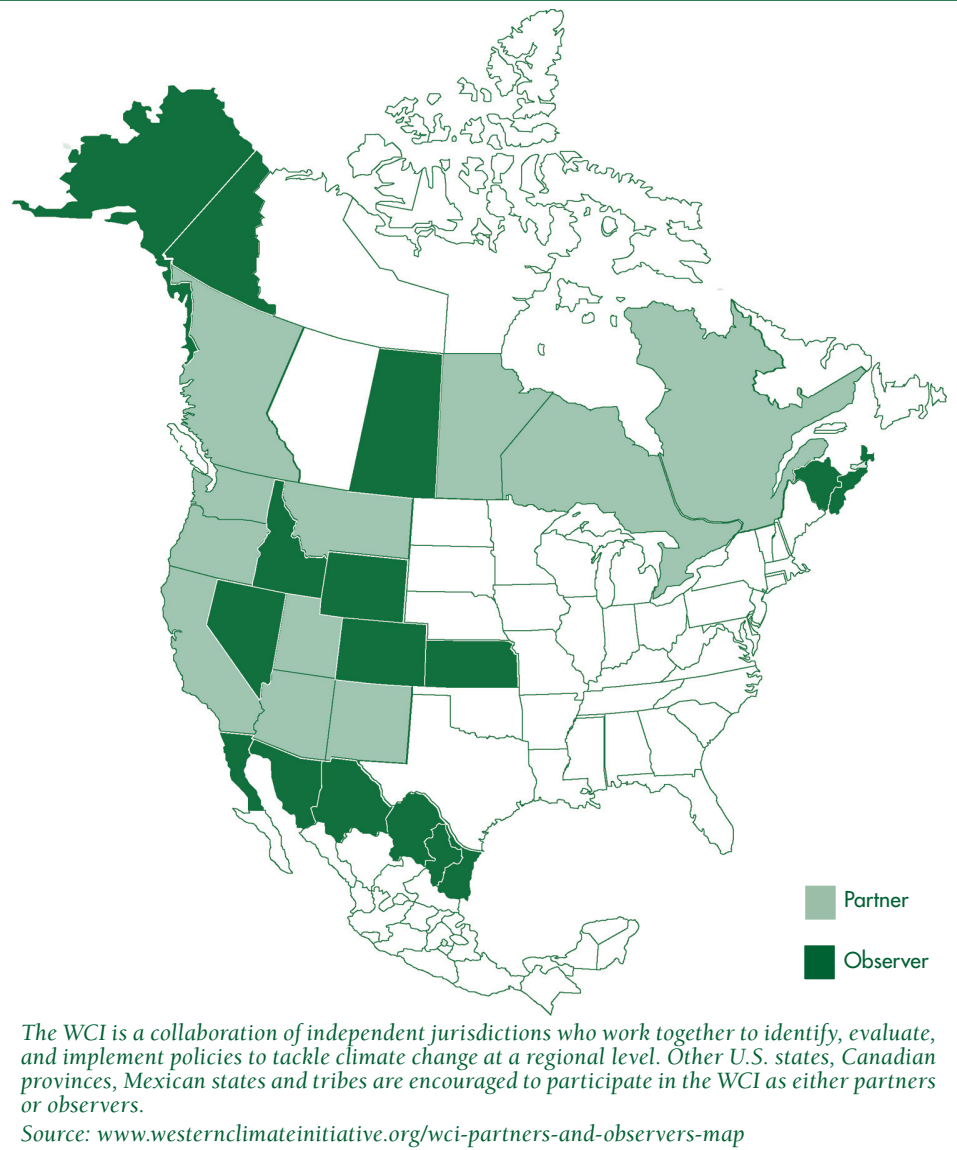 Partner
Observer
The WCI is a collaboration of independent jurisdictions who work together to identify, evaluate,
and implement policies to tackle climate change at a regional level. Other U.S. states, Canadian
provinces, Mexican states and tribes are encouraged to participate in the WCI as either partners
or observers.
Source: www.westernclimateinitiative.org/wci-partners-and-observers-map